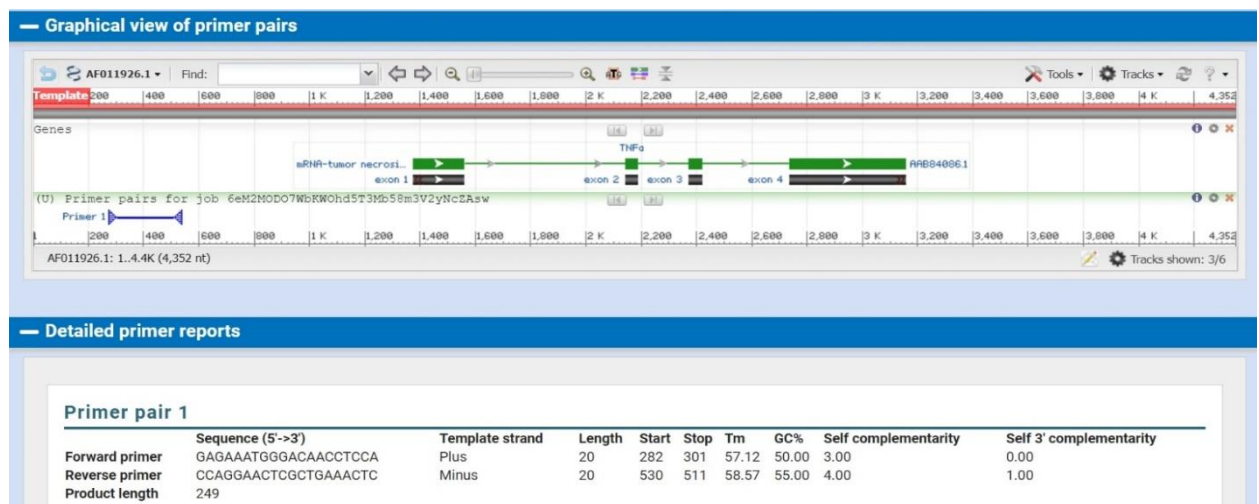 — Graphical view of primer pairs
AF011926.1 Find: Tools Tracks ?
Template 200 400 600 800 1 K 1,200 1,400 1,600 1,800 2 K 2,200 2,400 2,600 2,800 3 K 3,200 3,400 3,600 3,800 4 K 4,352
Genes
TNFa
mRNA-tumor necrosi… AAB84086.1
exon 1 exon 2 exon 3 exon 4
(U) Primer pairs for job
Primer 1
1 200 400 600 800 1 K 1,200 1,400 1,600 1,800 2 K 2,200 2,400 2,600 2,800 3 K 3,200 3,400 3,600 3,800 4 K 4,352
AF011926.1: 1..4.4K (4,352 nt) Tracks shown: 3/6
— Detailed primer reports
Primer pair 1
Sequence (5'->3') Template strand Length Start Stop Tm GC% Self complementarity Self 3' complementarity
Forward primer GAGAAATGGGACAACCTCCA Plus 20 282 301 57.12 50.00 3.00 0.00
Reverse primer CCAGGAACTCGCTGAAACTC Minus 20 530 511 58.57 55.00 4.00 1.00
Product length 249